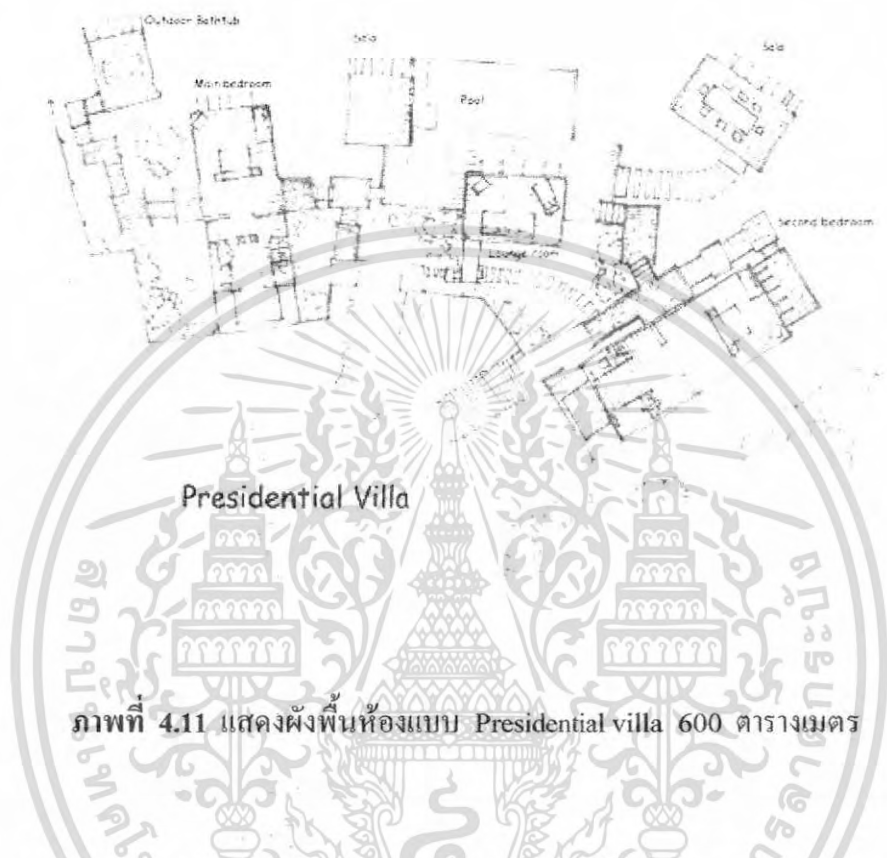 Outdoor Bathtub
Sala
Sala
Main bedroom
Pool
Second bedroom
Lounge room
Presidential Villa
ภาพที่ 4.11 แสดงผังพื้นห้องแบบ Presidential villa 600 ตารางเมตร